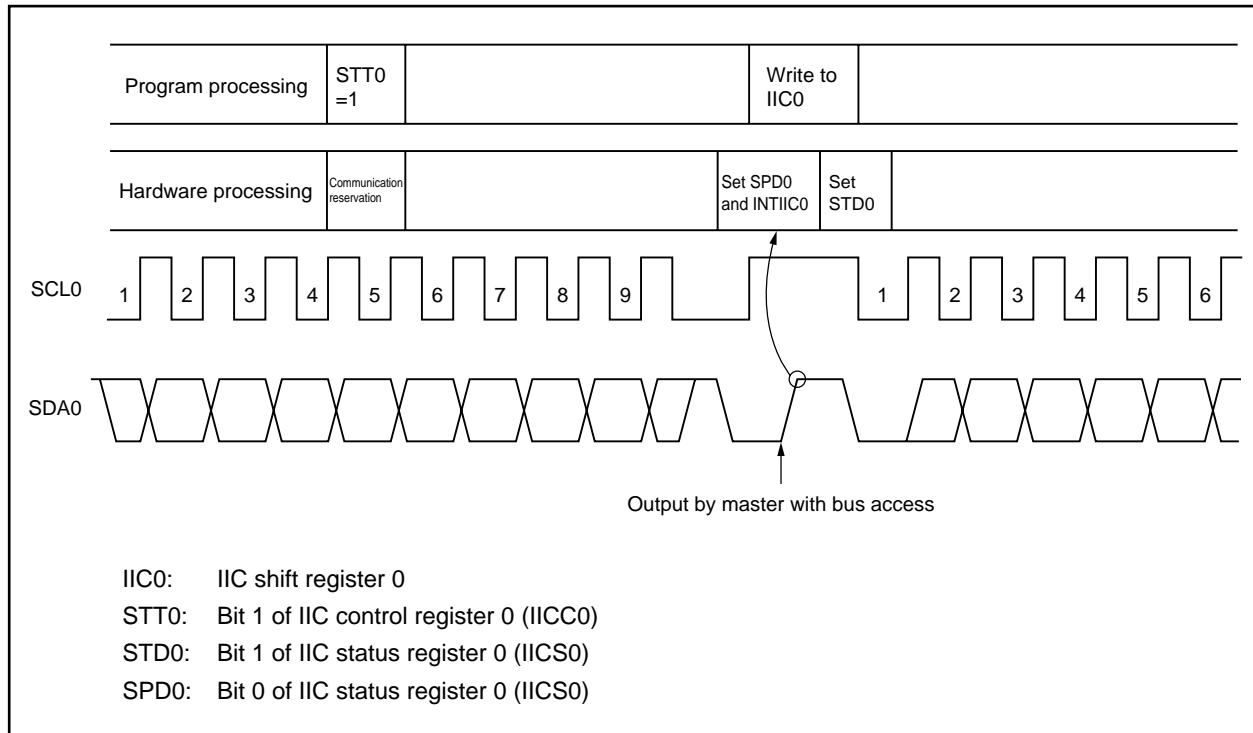 Program processing
STT0
=1
Write to
IIC0
Hardware processing
Communication
reservation
Set SPD0
and INTIIC0
Set
STD0
SCL0 1 2 3 4 5 6 7 8 9 1 2 3 4 5 6
SDA0
Output by master with bus access
IIC0: IIC shift register 0
STT0: Bit 1 of IIC control register 0 (IICC0)
STD0: Bit 1 of IIC status register 0 (IICS0)
SPD0: Bit 0 of IIC status register 0 (IICS0)